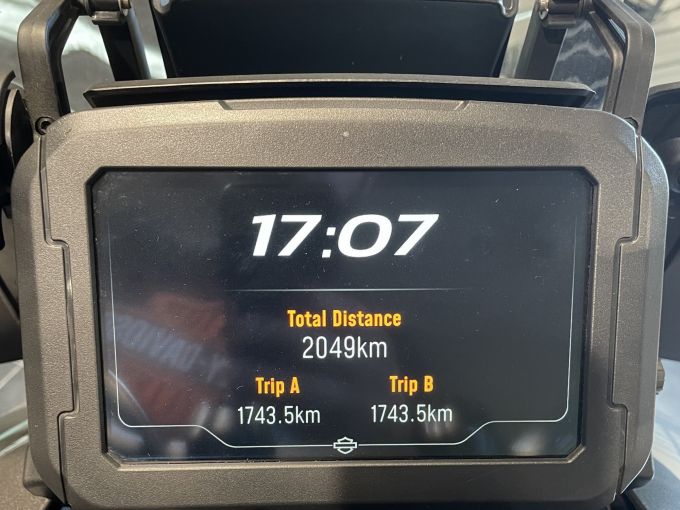 17:07
Total Distance
2049km
Trip A Trip B
1743.5km 1743.5km